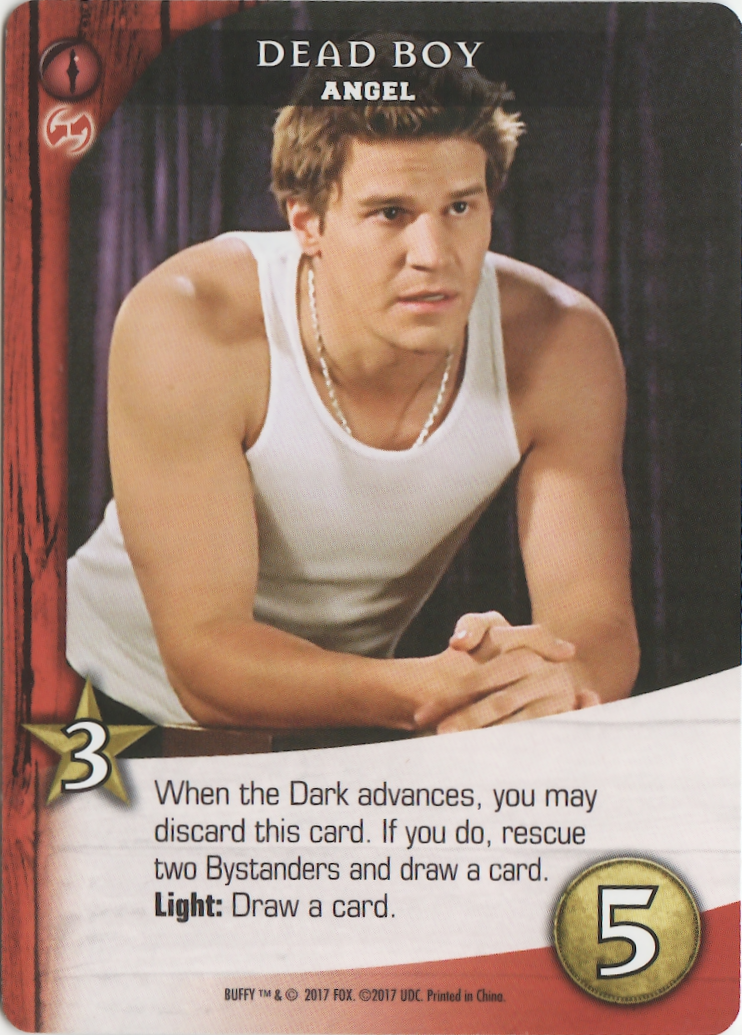 DEAD BOY
ANGEL
3
When the Dark advances, you may
discard this card. If you do, rescue
two Bystanders and draw a card.
Light: Draw a card.
5
BUFFY ™ & © 2017 FOX. ©2017 UDC. Printed in China.